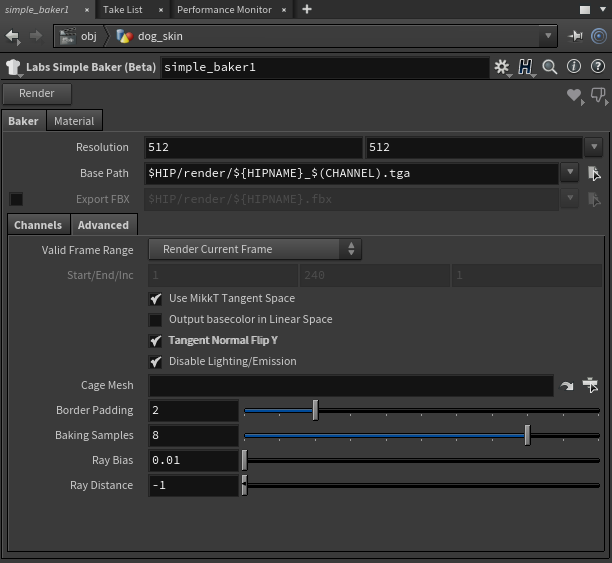 simple_baker1 × Take List × Performance Monitor × +
obj dog_skin
Labs Simple Baker (Beta) simple_baker1
Render
Baker Material
Resolution 512 512
Base Path $HIP/render/${HIPNAME}_$(CHANNEL).tga
Export FBX $HIP/render/${HIPNAME}.fbx
Channels Advanced
Valid Frame Range Render Current Frame
Start/End/Inc 1 240 1
Use MikkT Tangent Space
Output basecolor in Linear Space
Tangent Normal Flip Y
Disable Lighting/Emission
Cage Mesh
Border Padding 2
Baking Samples 8
Ray Bias 0.01
Ray Distance -1